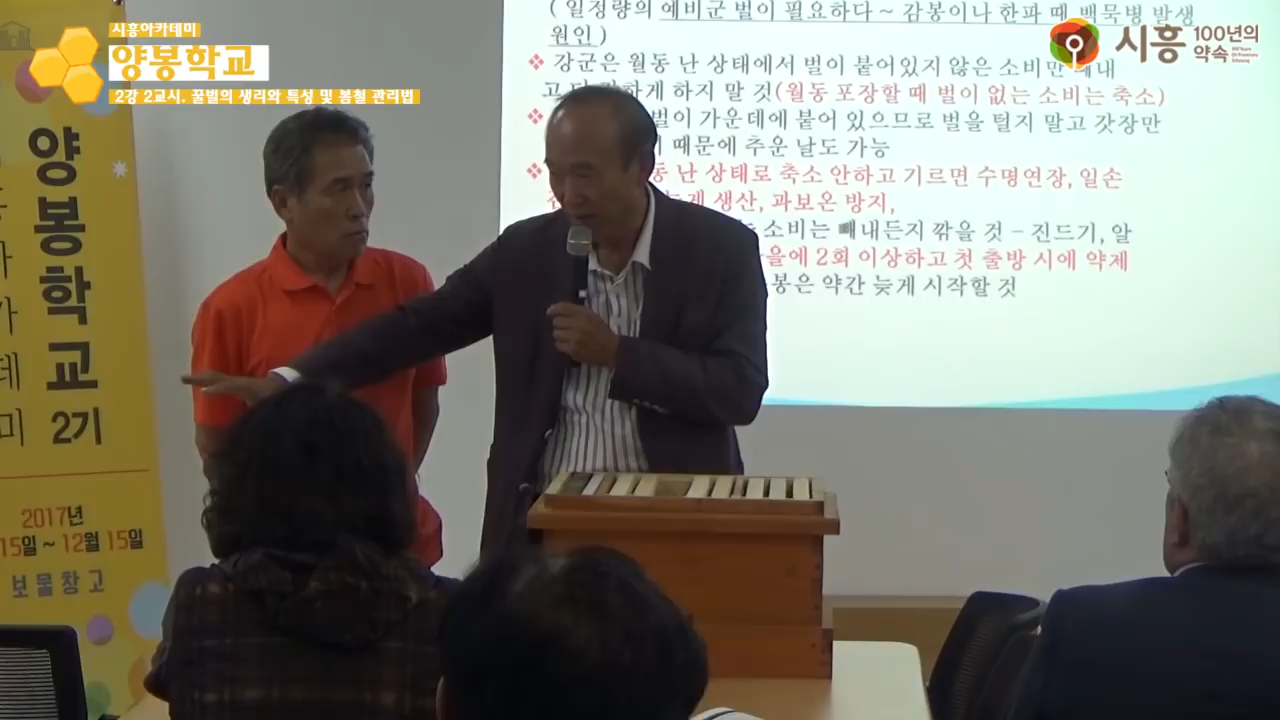 시흥아카데미
양봉학교
2강 2교시. 꿀벌의 생리와 특성 및 봄철 관리법
시흥 100년의 약속
( 일정량의 예비군 벌이 필요하다 ~ 감봉이나 한파 때 백묵병 발생
원인 )
❖ 강군은 월동 난 상태에서 벌이 붙어있지 않은 소비만 빼내
고 하게 하지 말 것(월동 포장할 때 벌이 없는 소비는 축소)
❖ 벌이 가운데에 붙어 있으므로 벌을 털지 말고 갓장만
때문에 추운 날도 가능
❖ 난 상태로 축소 안하고 기르면 수명연장, 일손
게 생산, 과보온 방지,
소비는 빼내든지 깎을 것 – 진드기, 알
을에 2회 이상하고 첫 출방 시에 약제
봉은 약간 늦게 시작할 것
양봉학교
2기
2017년
15일 ~ 12월 15일
보물창고